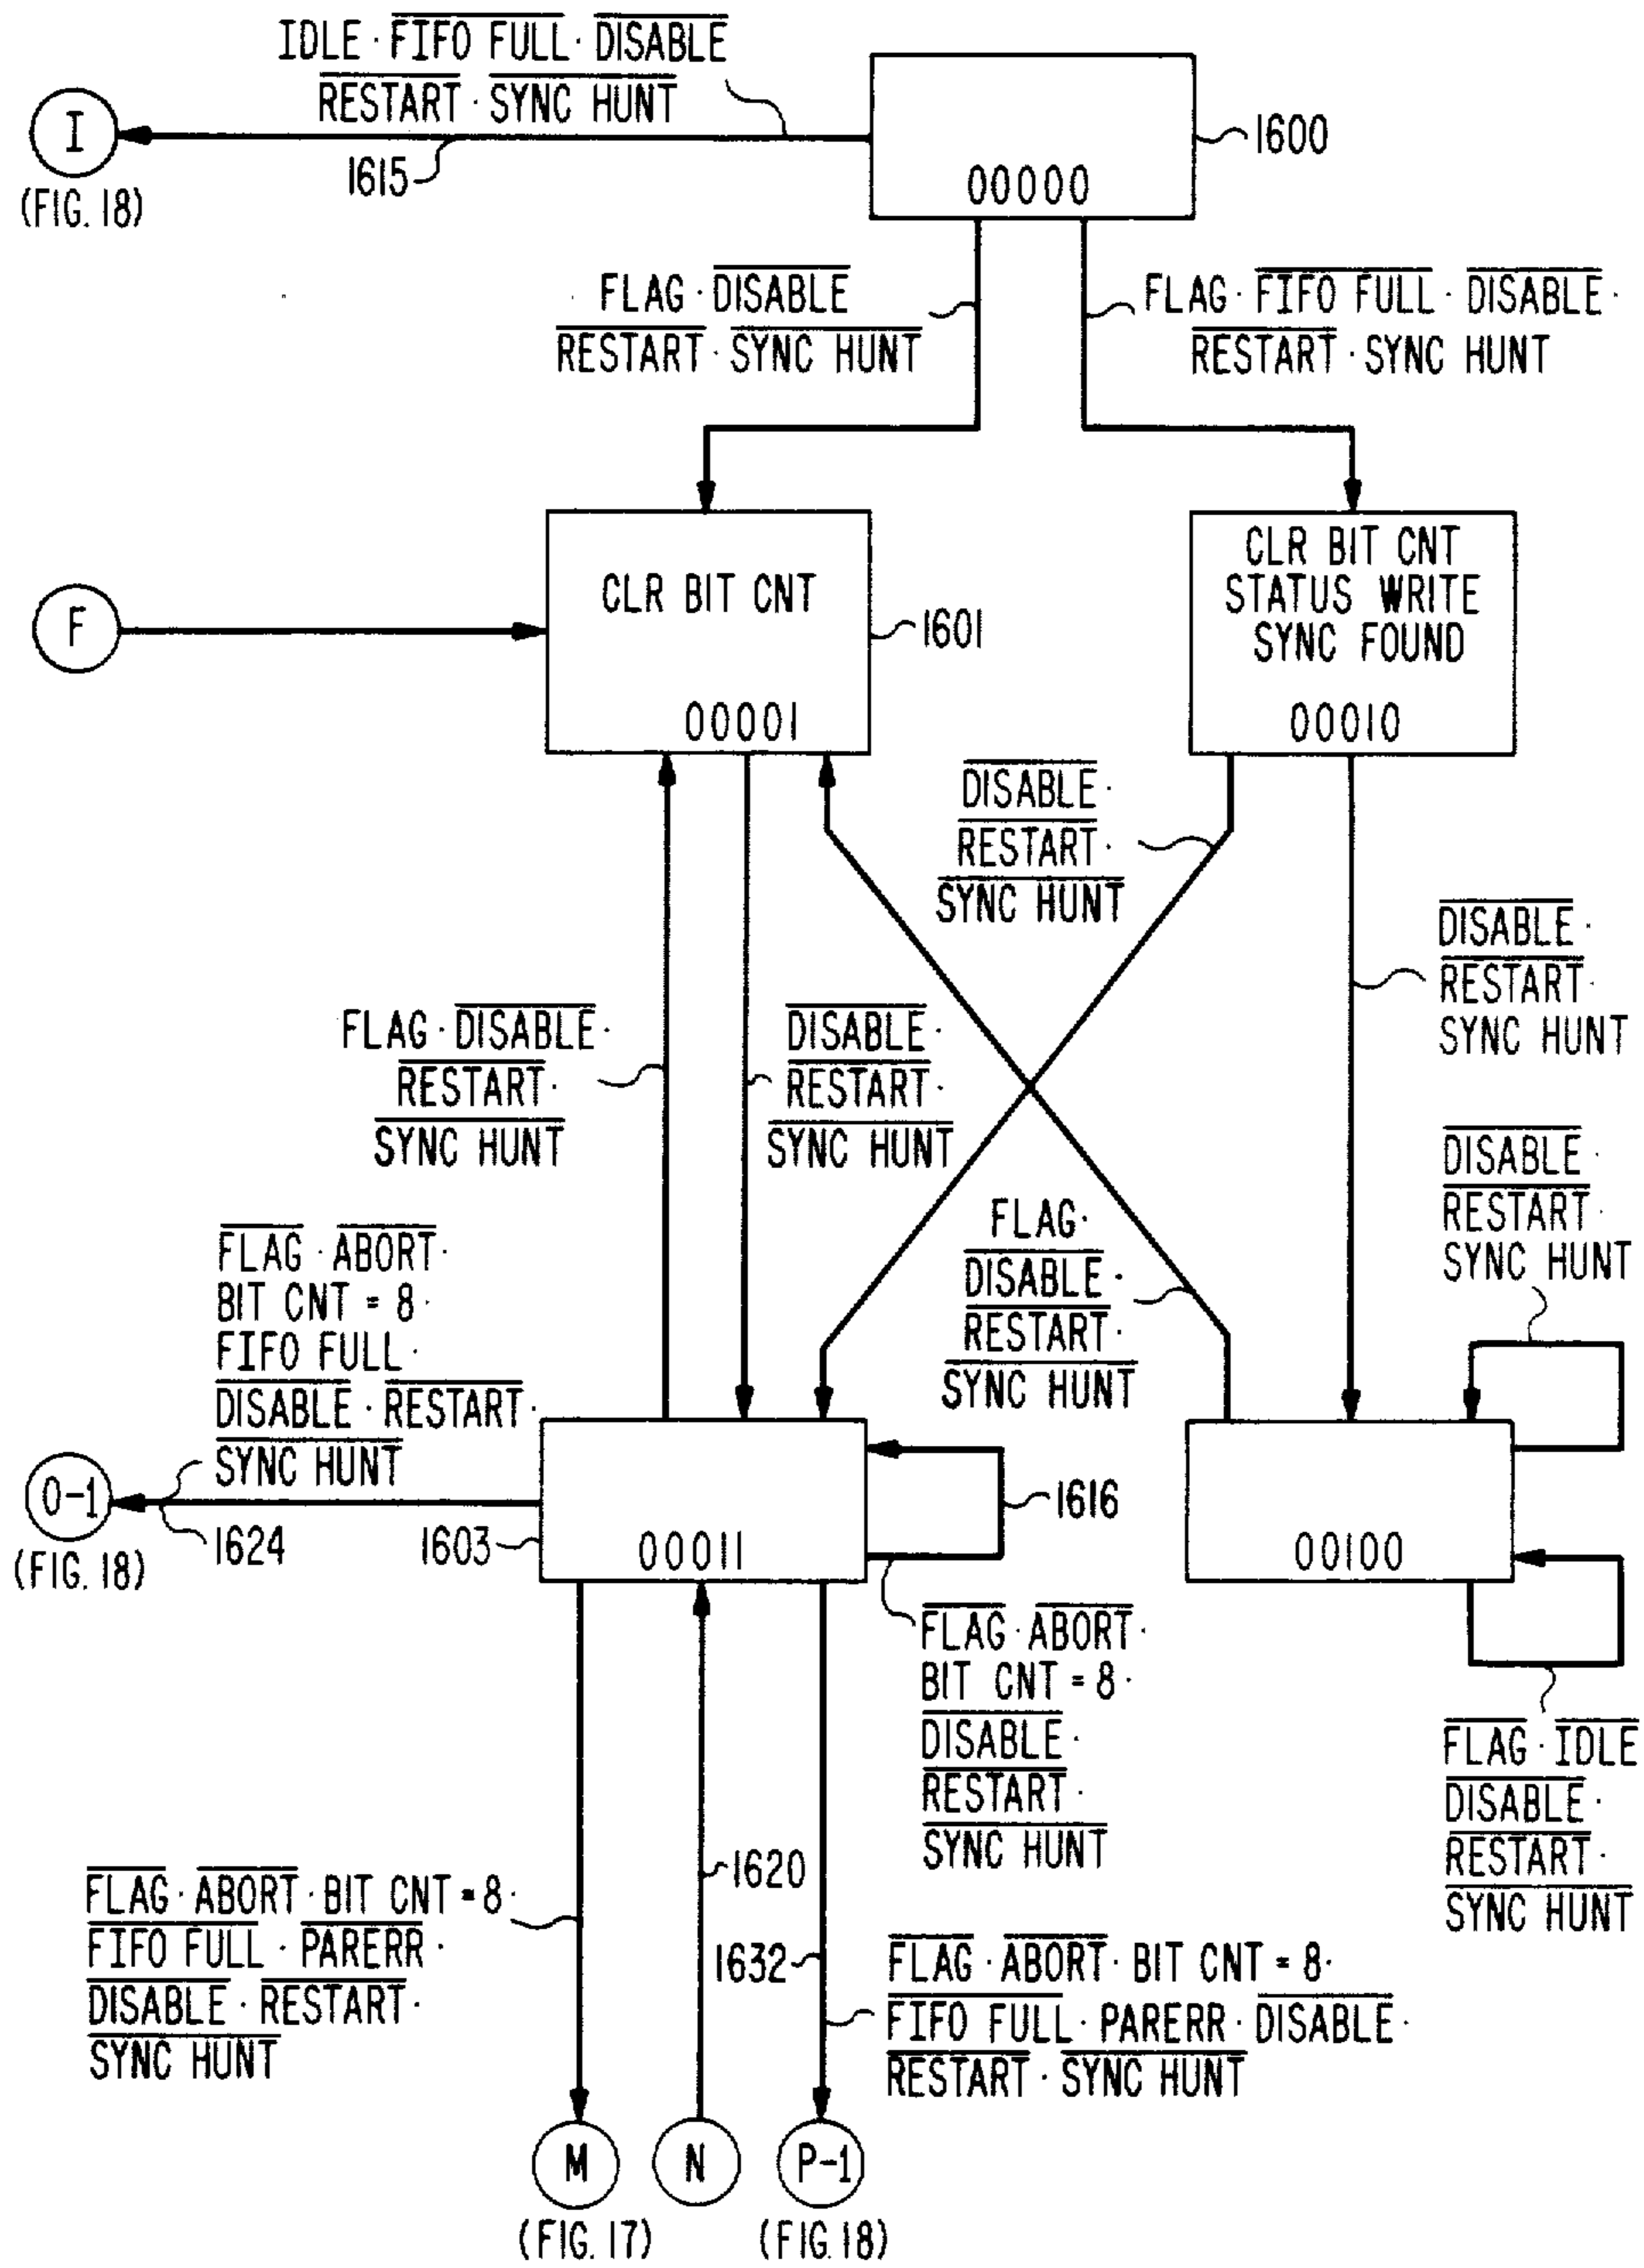 IDLE · FIFO FULL · DISABLE
RESTART · SYNC HUNT
I
(FIG. 18)
1615
00000
1600
FLAG · DISABLE
RESTART · SYNC HUNT
FLAG · FIFO FULL · DISABLE ·
RESTART · SYNC HUNT
F
CLR BIT CNT
00001
1601
CLR BIT CNT
STATUS WRITE
SYNC FOUND
00010
DISABLE ·
RESTART ·
SYNC HUNT
DISABLE ·
RESTART ·
SYNC HUNT
FLAG · DISABLE ·
RESTART ·
SYNC HUNT
DISABLE ·
RESTART ·
SYNC HUNT
DISABLE ·
RESTART ·
SYNC HUNT
FLAG ·
DISABLE ·
RESTART ·
SYNC HUNT
FLAG · ABORT ·
BIT CNT = 8 ·
FIFO FULL ·
DISABLE · RESTART ·
SYNC HUNT
O-1
(FIG. 18)
1624
1603
00011
1616
00100
FLAG · ABORT ·
BIT CNT = 8 ·
DISABLE ·
RESTART ·
SYNC HUNT
FLAG · IDLE
DISABLE ·
RESTART ·
SYNC HUNT
FLAG · ABORT · BIT CNT = 8 ·
FIFO FULL · PARERR ·
DISABLE · RESTART ·
SYNC HUNT
1620
1632
FLAG · ABORT · BIT CNT = 8 ·
FIFO FULL · PARERR · DISABLE ·
RESTART · SYNC HUNT
M
N
P-1
(FIG. 17)
(FIG. 18)